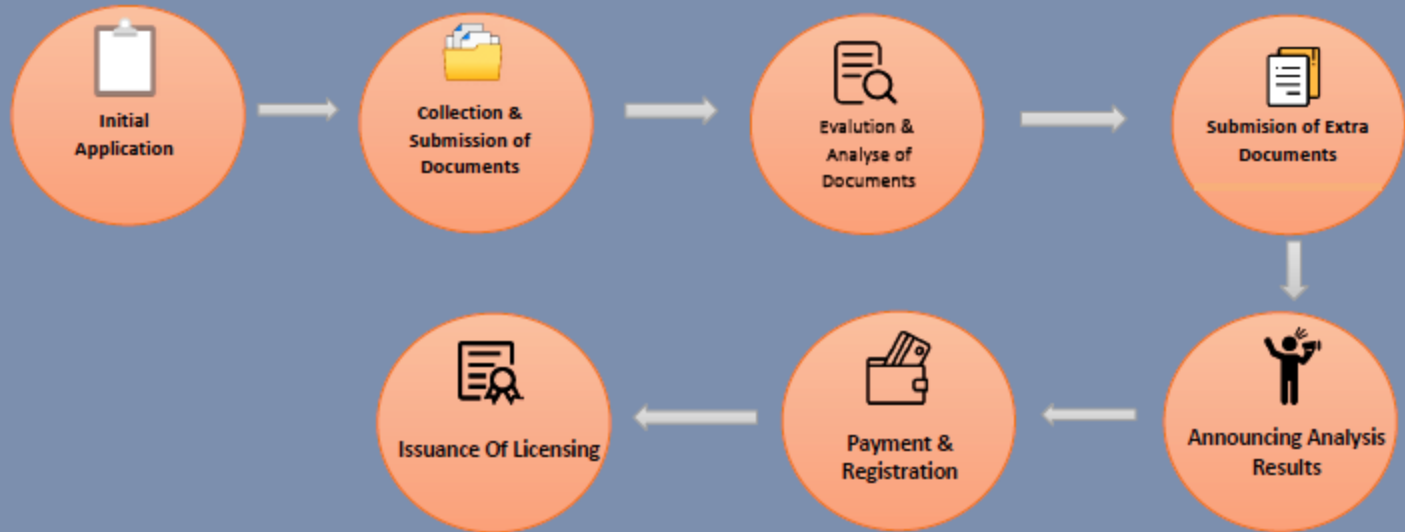 Initial
Application
Collection &
Submission of
Documents
Evalution &
Analyse of
Documents
Submision of Extra
Documents
Announcing Analysis
Results
Payment &
Registration
Issuance Of Licensing